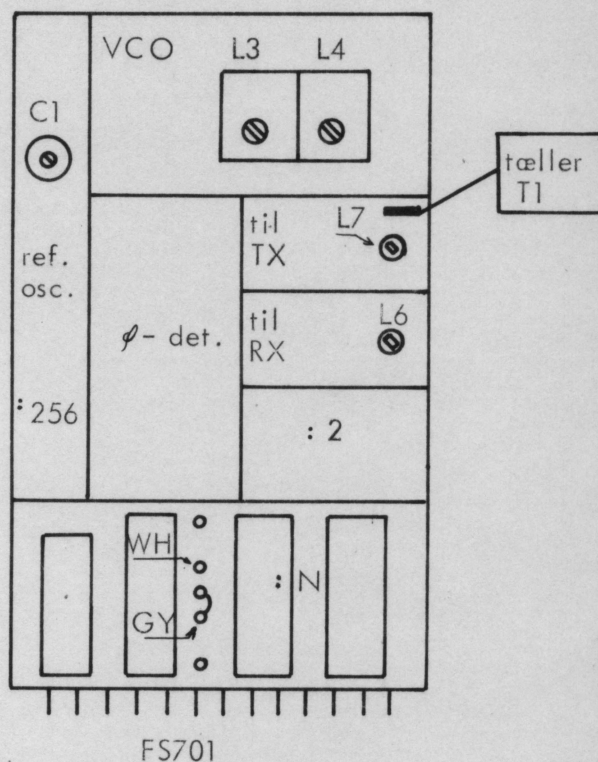 VCO
L3
L4
C1
tæller
T1
til
TX
L7
ref.
osc.
ø - det.
til
RX
L6
: 256
: 2
WH
: N
GY
FS701